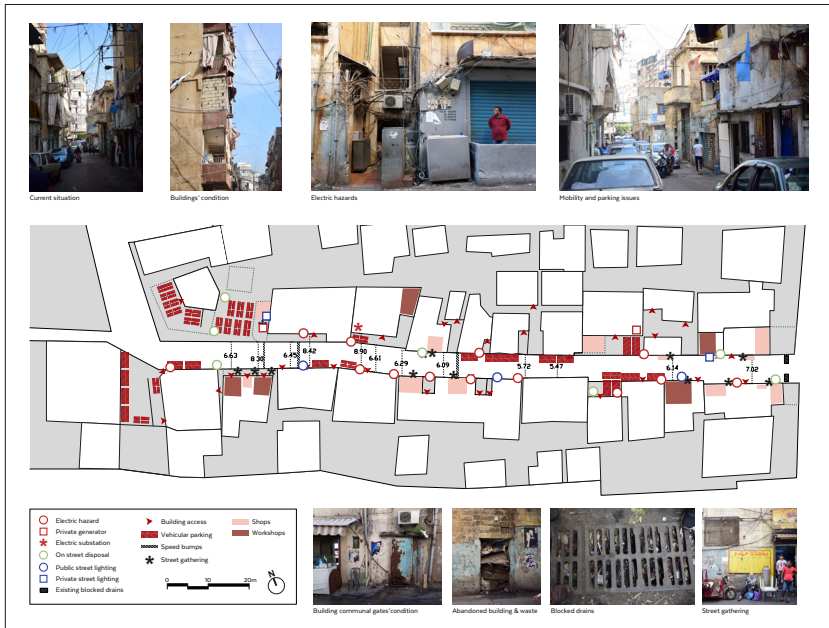 Current situation
Buildings' condition
Electric hazards
Mobility and parking issues
6.63
8.30
6.45
8.42
8.90
6.61
6.29
6.09
5.72
5.47
6.14
7.02
Electric hazard
Private generator
Electric substation
On street disposal
Public street lighting
Private street lighting
Existing blocked drains
Building access
Vehicular parking
Speed bumps
Street gathering
Shops
Workshops
0
10
20m
N
Building communal gates'condition
Abandoned building & waste
Blocked drains
Street gathering